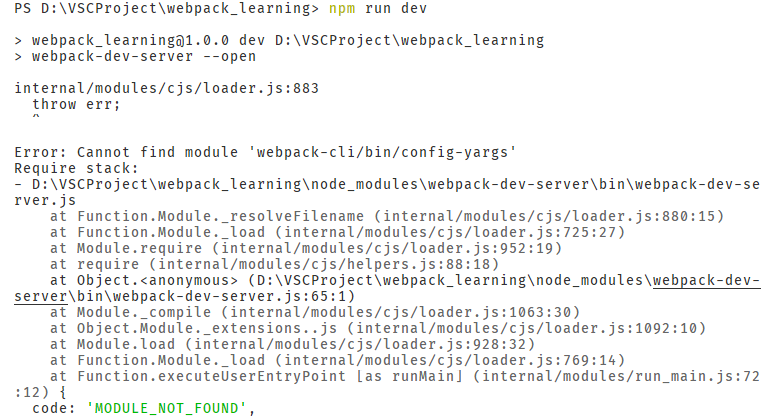 PS D:\VSCProject\webpack_learning> npm run dev
> webpack_learning@1.0.0 dev D:\VSCProject\webpack_learning
> webpack-dev-server --open
internal/modules/cjs/loader.js:883
  throw err;
  ^
Error: Cannot find module 'webpack-cli/bin/config-yargs'
Require stack:
- D:\VSCProject\webpack_learning\node_modules\webpack-dev-server\bin\webpack-dev-se
rver.js
    at Function.Module._resolveFilename (internal/modules/cjs/loader.js:880:15)
    at Function.Module._load (internal/modules/cjs/loader.js:725:27)
    at Module.require (internal/modules/cjs/loader.js:952:19)
    at require (internal/modules/cjs/helpers.js:88:18)
    at Object.<anonymous> (D:\VSCProject\webpack_learning\node_modules\webpack-dev-
server\bin\webpack-dev-server.js:65:1)
    at Module._compile (internal/modules/cjs/loader.js:1063:30)
    at Object.Module._extensions..js (internal/modules/cjs/loader.js:1092:10)
    at Module.load (internal/modules/cjs/loader.js:928:32)
    at Function.Module._load (internal/modules/cjs/loader.js:769:14)
    at Function.executeUserEntryPoint [as runMain] (internal/modules/run_main.js:72
:12) {
  code: 'MODULE_NOT_FOUND',